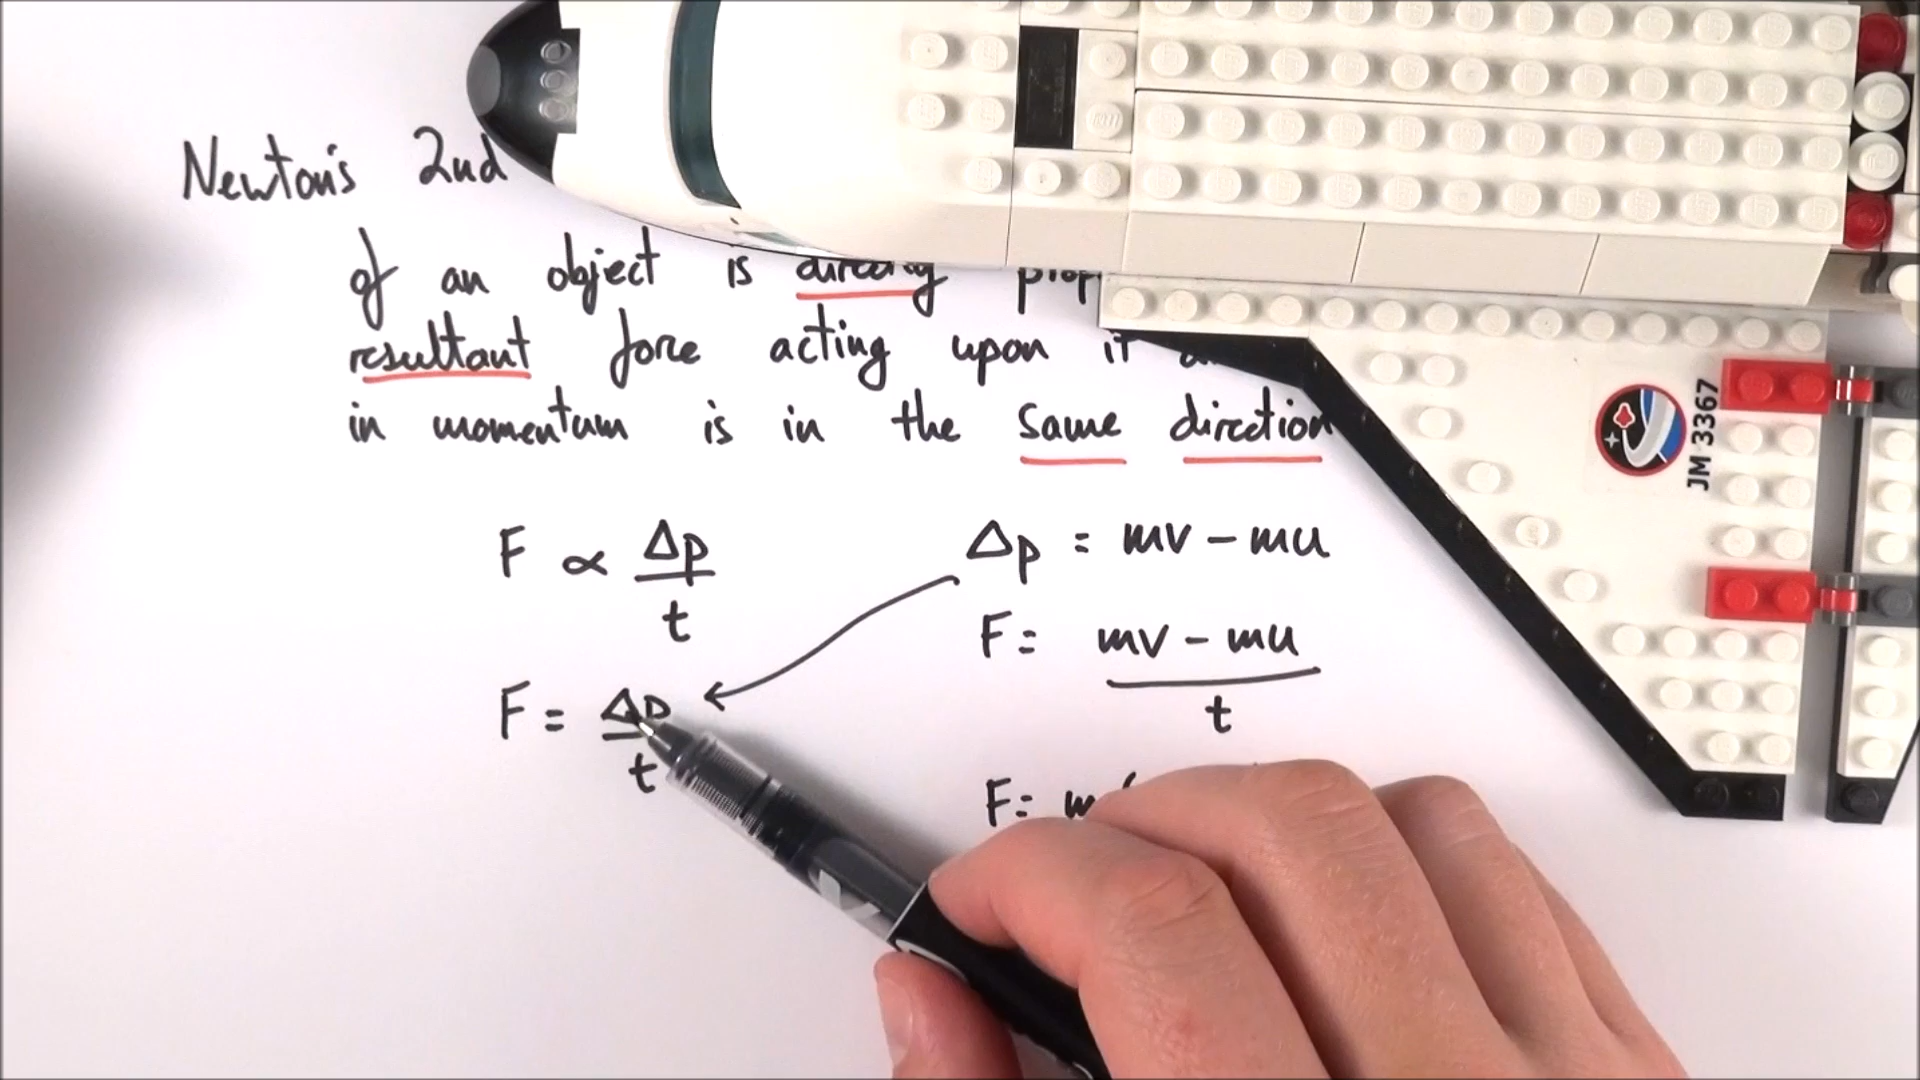 Newton's 2nd
of an object is directly
resultant force acting upon it
in momentum is in the same direction
F ∝ Δp/t
Δp = mv - mu
F = mv - mu / t
F = Δp/t
F = m
JM 3367